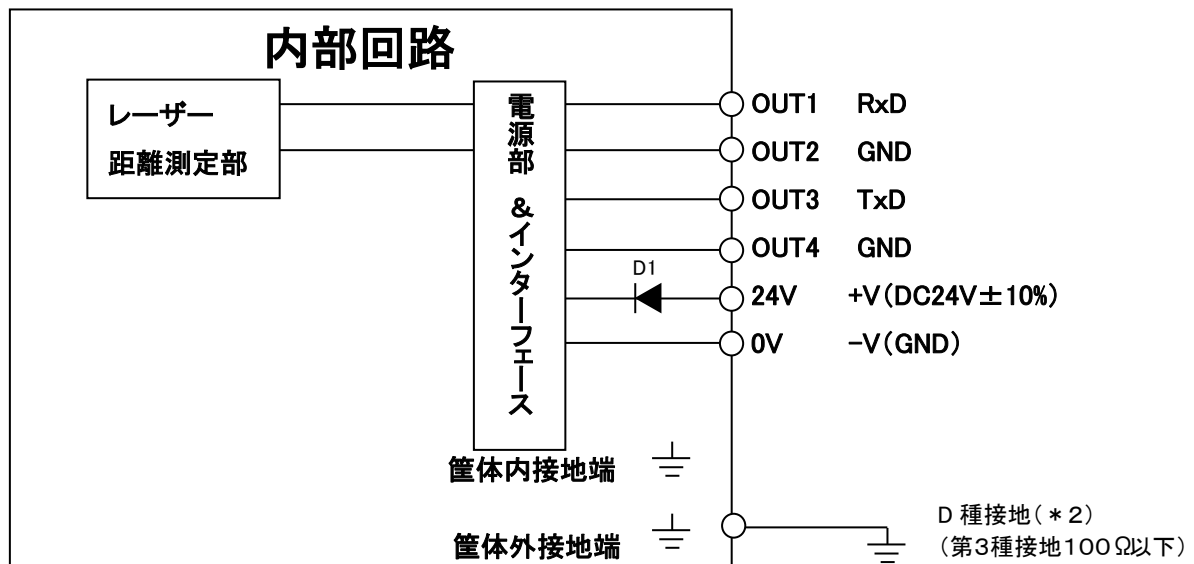 内部回路
レーザー
距離測定部
電源部 &インターフェース
OUT1 RxD
OUT2 GND
OUT3 TxD
OUT4 GND
D1
24V +V(DC24V±10%)
0V -V(GND)
筐体内接地端
筐体外接地端
D種接地(*2)
(第3種接地100Ω以下)